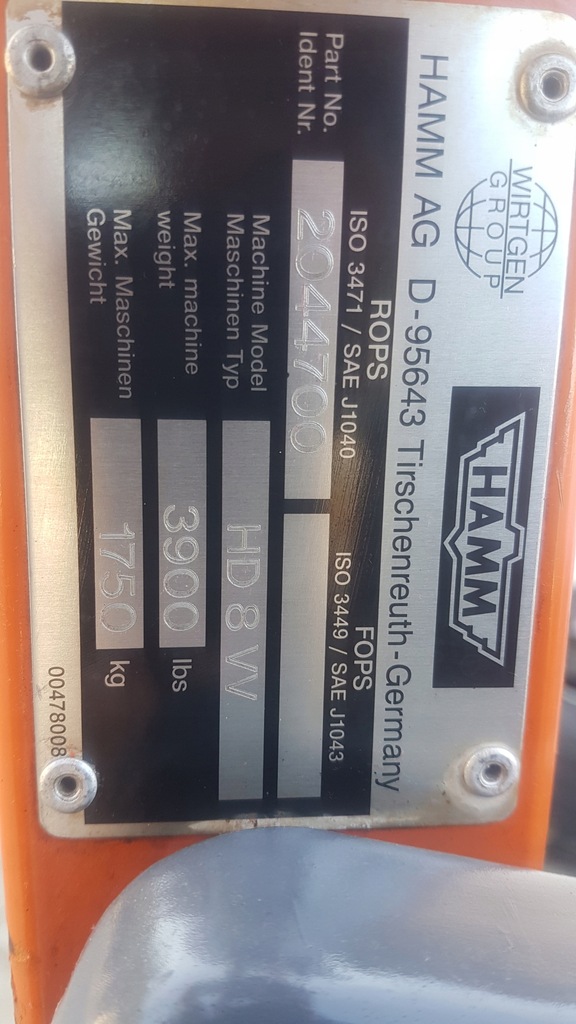 WIRTGEN
GROUP
HAMM
HAMM AG D-95643 Tirschenreuth-Germany
ROPS
ISO 3471 / SAE J1040
FOPS
ISO 3449 / SAE J1043
Part No.
Ident Nr.
2044700
Machine Model
Maschinen Typ
HD 8 VV
Max. machine
weight
3900 lbs
Max. Maschinen
Gewicht
1750 kg
00478008